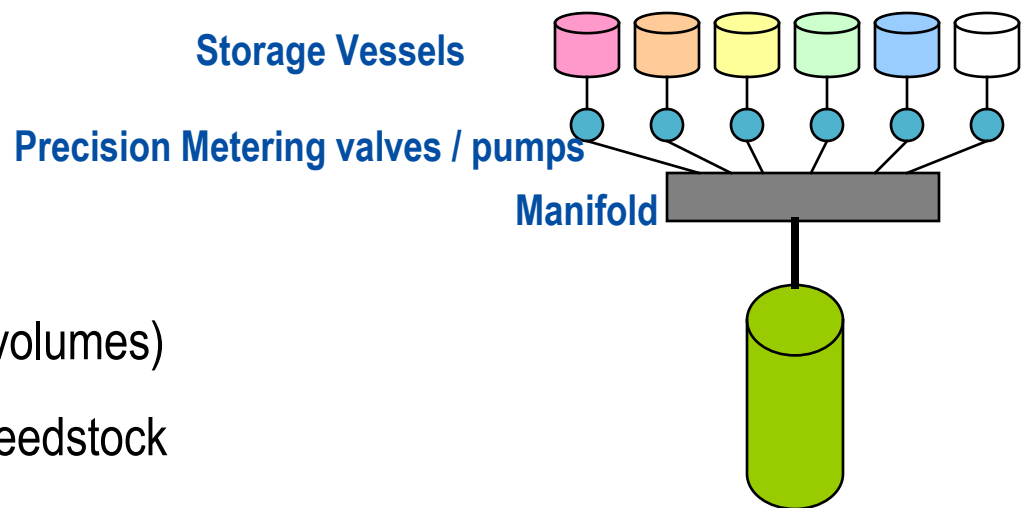 Storage Vessels
Precision Metering valves / pumps
Manifold
volumes)
eedstock